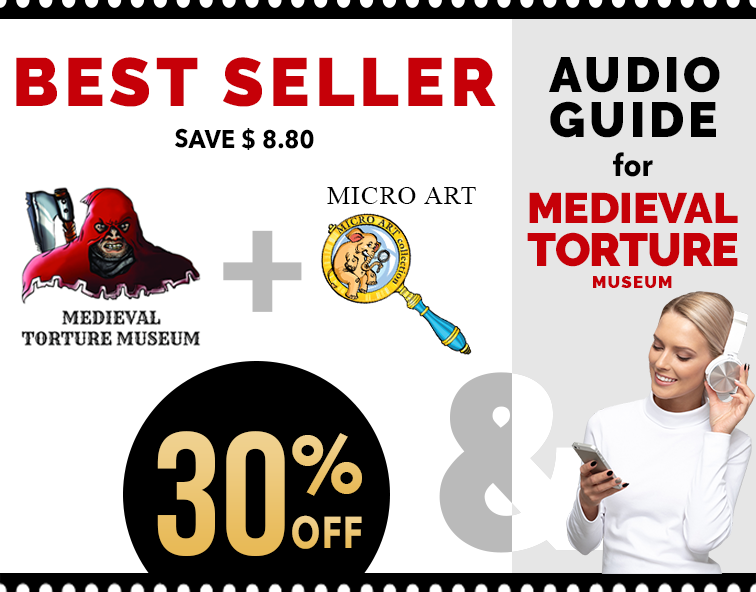 BEST SELLER
SAVE $ 8.80
MEDIEVAL
TORTURE MUSEUM
+
MICRO ART
MICRO ART collection
30%
OFF
&
AUDIO
GUIDE
for
MEDIEVAL
TORTURE
MUSEUM